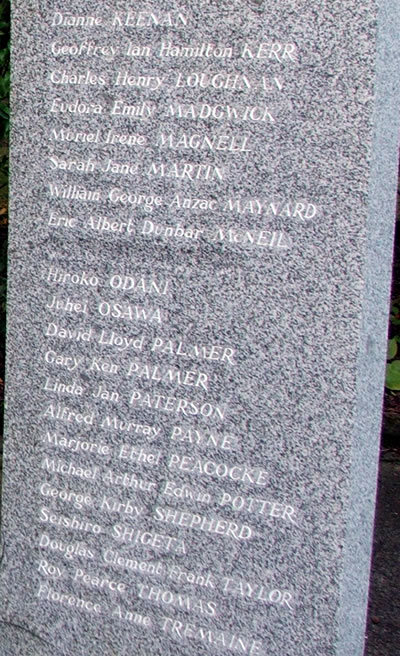 Dianne KEENAN
Geoffrey Ian Hamilton KERR
Charles Henry LOUGHNAN
Eudora Emily MADGWICK
Meriel Irene MAGNELL
Sarah Jane MARTIN
William George Anzac MAYNARD
Eric Albert Dunbar McNEIL
Hiroko ODANI
Juhei OSAWA
David Lloyd PALMER
Gary Ken PALMER
Linda Jan PATERSON
Alfred Murray PAYNE
Marjorie Ethel PEACOCKE
Michael Arthur Edwin POTTER
George Kirby SHEPHERD
Seishiro SHIGETA
Douglas Clement Frank TAYLOR
Roy Pearce THOMAS
Florence Anne TREMAINE